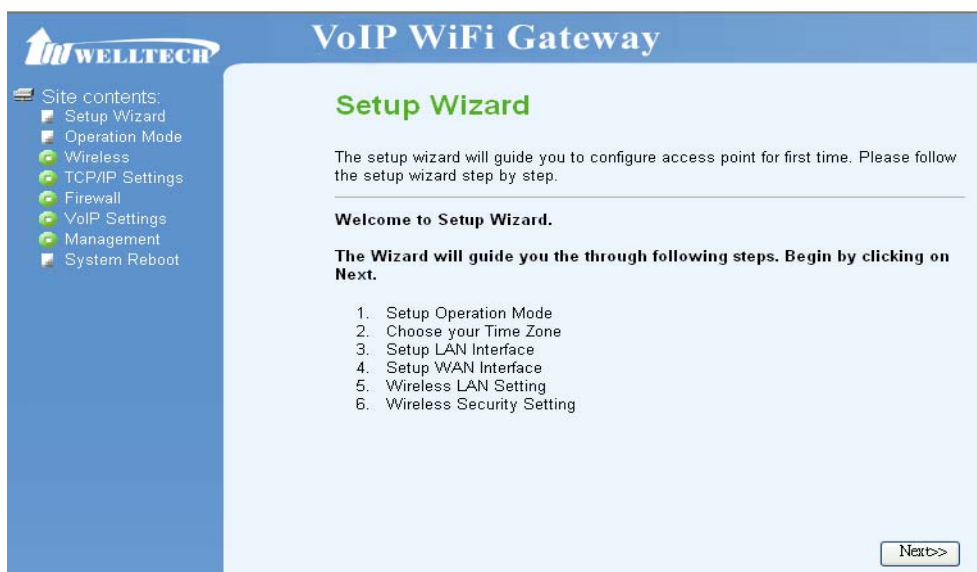 WELLTECH
VoIP WiFi Gateway
Site contents:
Setup Wizard
Operation Mode
Wireless
TCP/IP Settings
Firewall
VoIP Settings
Management
System Reboot
Setup Wizard
The setup wizard will guide you to configure access point for first time. Please follow
the setup wizard step by step.
Welcome to Setup Wizard.
The Wizard will guide you the through following steps. Begin by clicking on
Next.
1. Setup Operation Mode
2. Choose your Time Zone
3. Setup LAN Interface
4. Setup WAN Interface
5. Wireless LAN Setting
6. Wireless Security Setting
Next>>